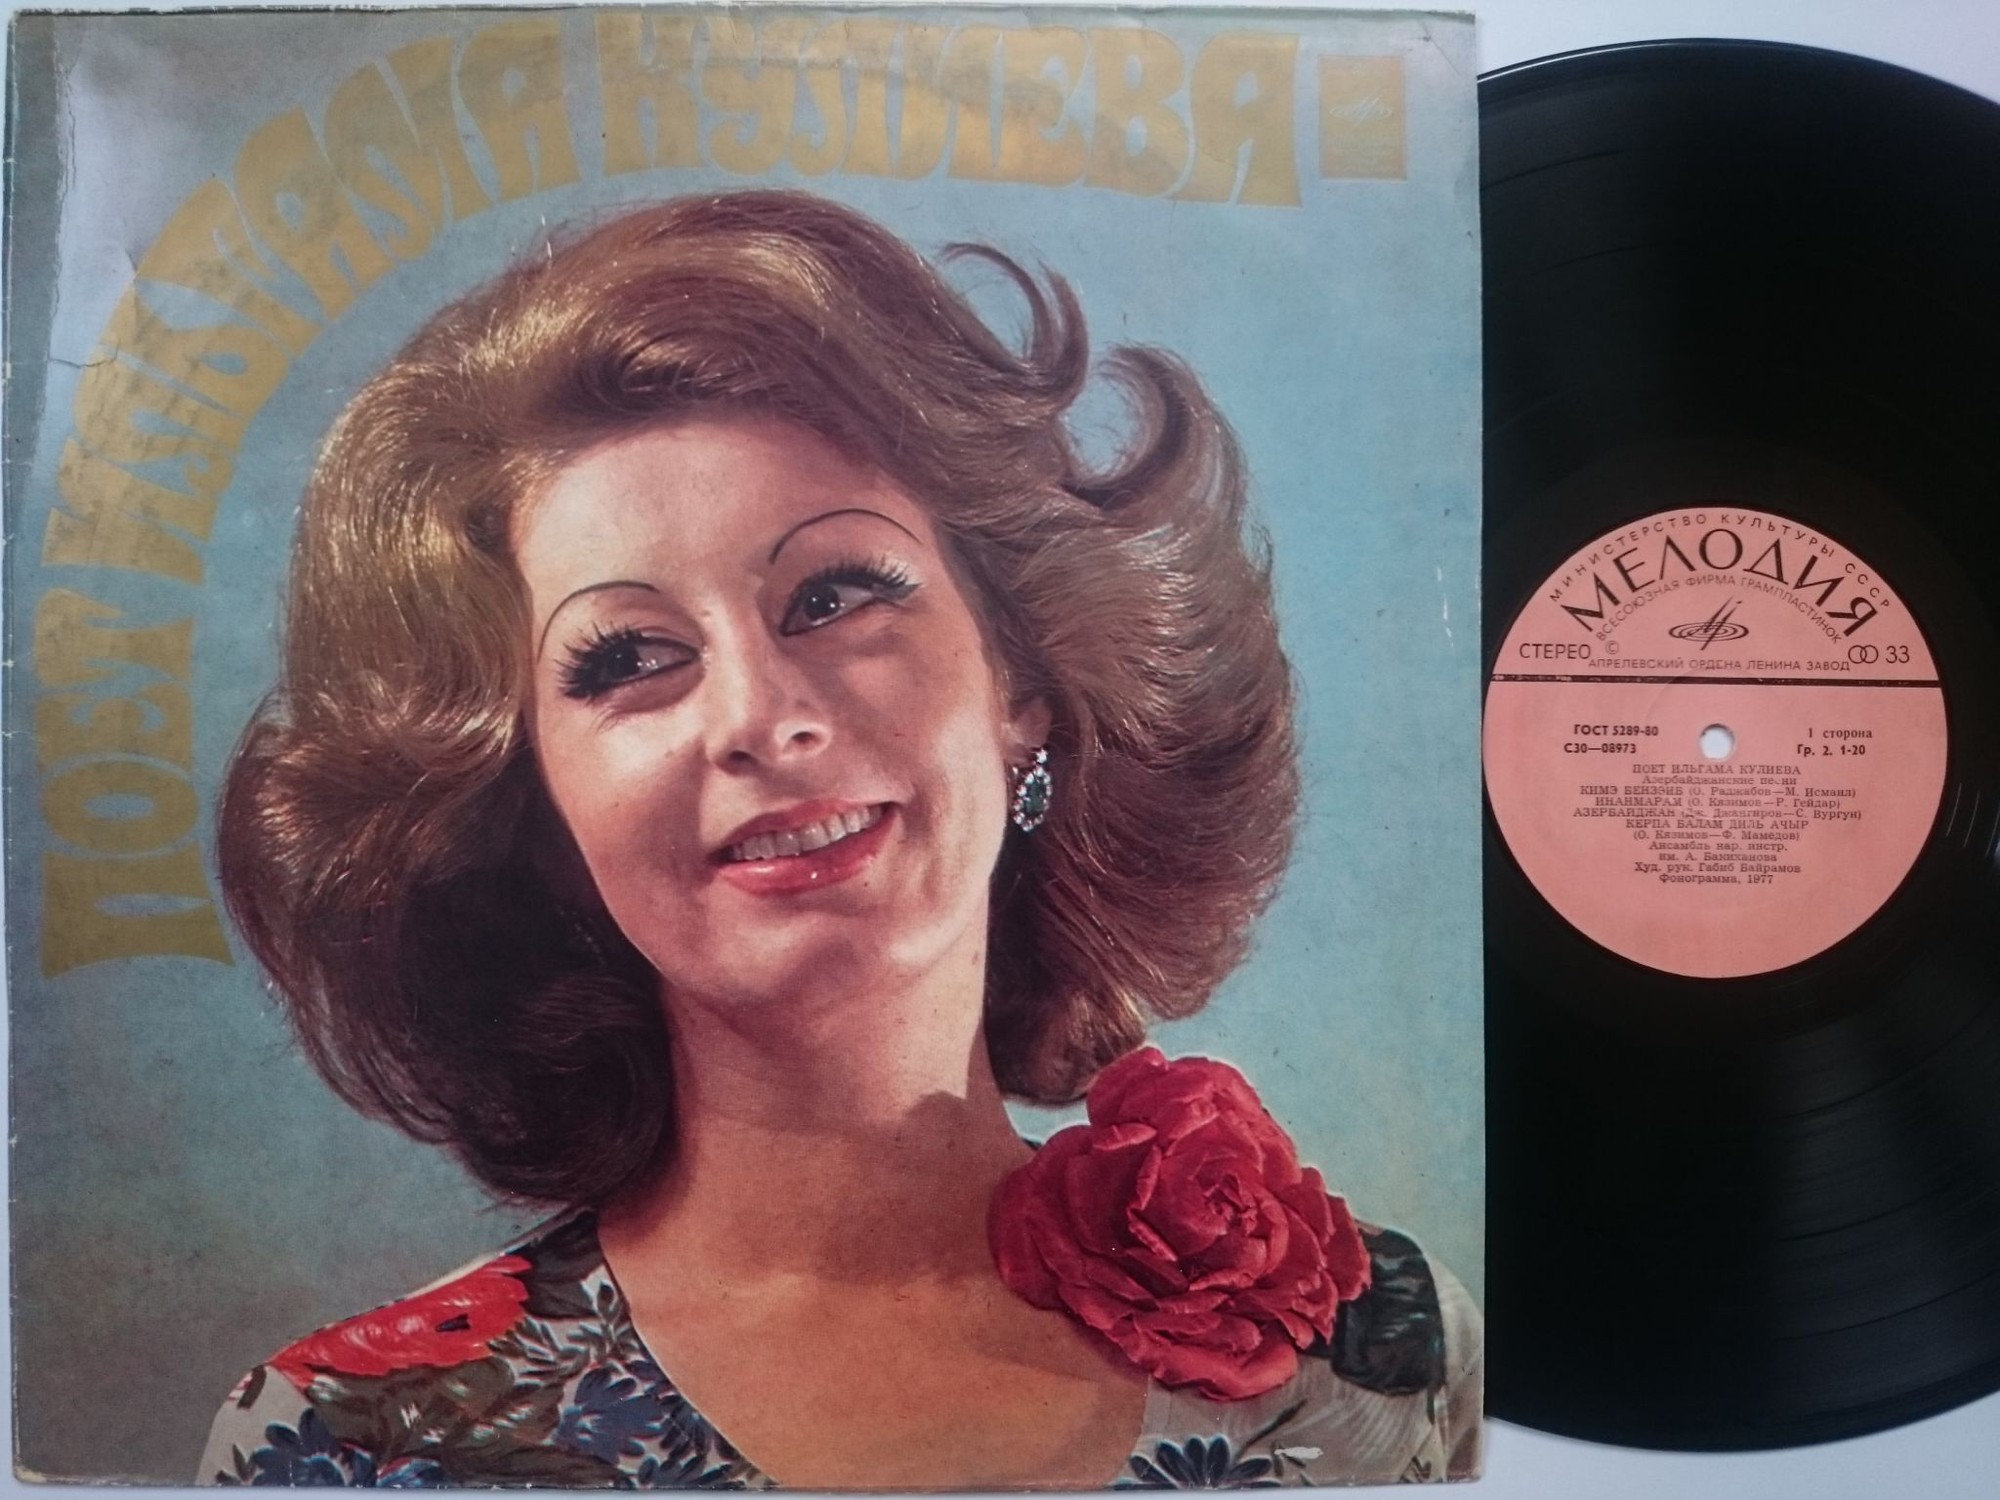 ПОЕТ ИЛЬГАМА КУЛИЕВА
МИНИСТЕРСТВО КУЛЬТУРЫ СССР
МЕЛОДИЯ
ВСЕСОЮЗНАЯ ФИРМА ГРАМПЛАСТИНОК
СТЕРЕО © 33
АПРЕЛЕВСКИЙ ОРДЕНА ЛЕНИНА ЗАВОД
ГОСТ 5289-80 1 сторона
С30—08973 Гр. 2. 1-20
ПОЕТ ИЛЬГАМА КУЛИЕВА
Азербайджанские песни
КИМЭ БЕНЗЭИБ (О. Раджабов—М. Исмаил)
ИНАНМАРАМ (О. Кязимов—Р. Гейдар)
АЗЕРБАЙДЖАН (Дж. Джангиров—С. Вургун)
КЕРПА БАЛАМ ДИЛЬ АЧЫР
(О. Кязимов—Ф. Мамедов)
Ансамбль нар. инстр.
им. А. Бакиханова
Худ. рук. Габиб Байрамов
Фонограмма, 1977